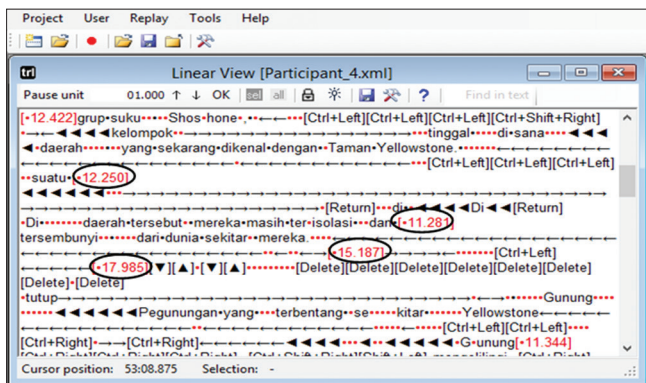 Project User Replay Tools Help
trl Linear View [Participant_4.xml]
Pause unit 01.000 ↑ ↓ OK sel all ? Find in text
[•12.422]grup•suku•••••Shos•hone•,••←←•••[Ctrl+Left][Ctrl+Left][Ctrl+Left][Ctrl+Shift+Right]
•→←◄◄◄◄kelompok••→→→→→→→→→→→→→→→→→→→→•••tinggal•••••di•sana••••◄◄◄
◄•daerah••••••••yang•sekarang•dikenal•dengan••Taman•Yellowstone.•••••••←←←←←←←
←←←←←←←←←←←←←←←←←•←←←←←←←←←←←←••••[Ctrl+Left][Ctrl+Left][Ctrl+Left]
••suatu•[•12.250]
◄◄◄◄◄◄•••→→→→→→→→→→→→→→→→→→→→→→→→→→→→→→→→→→
→→→→→→→→→→→→→→→→→→→→→•[Return]•••di••◄◄◄◄Di◄◄[Return]
•Di••••••••daerah•tersebut••mereka•masih•ter•isolasi•••dan•[•11.281]
tersembunyi•••••••dari•dunia•sekitar••mereka.••••←←←←←←←←←←←←←←←←←←←←←
←←←←←←←←←←←←←←←←←←←←←••←←••→→[•15.187]→→→→→••••••••[Ctrl+Left]
←←←←←[•17.985][▼][▲]•[▼][▲]•••••••••[Delete][Delete][Delete][Delete][Delete][Delete]
[Delete]•[Delete]
•tutup→→→→→→→→→→→→→→→→→→→→→→→→→→→→•←←→••••••••Gunung••••
••••••◄◄◄◄◄◄Pegunungan•yang••••terbentang••se•••••kitar•••••••Yellowstone←←←←←
←←←←←←←←←←←←••←←←←←←←←←←←←•••••←•••[Ctrl+Left][Ctrl+Left]••••
[Ctrl+Right]•→→[Ctrl+Right]←←←←←←◄◄◄◄•••◄••◄◄◄◄◄•G•unung[•11.344]
Cursor position: 53:08.875 Selection: -